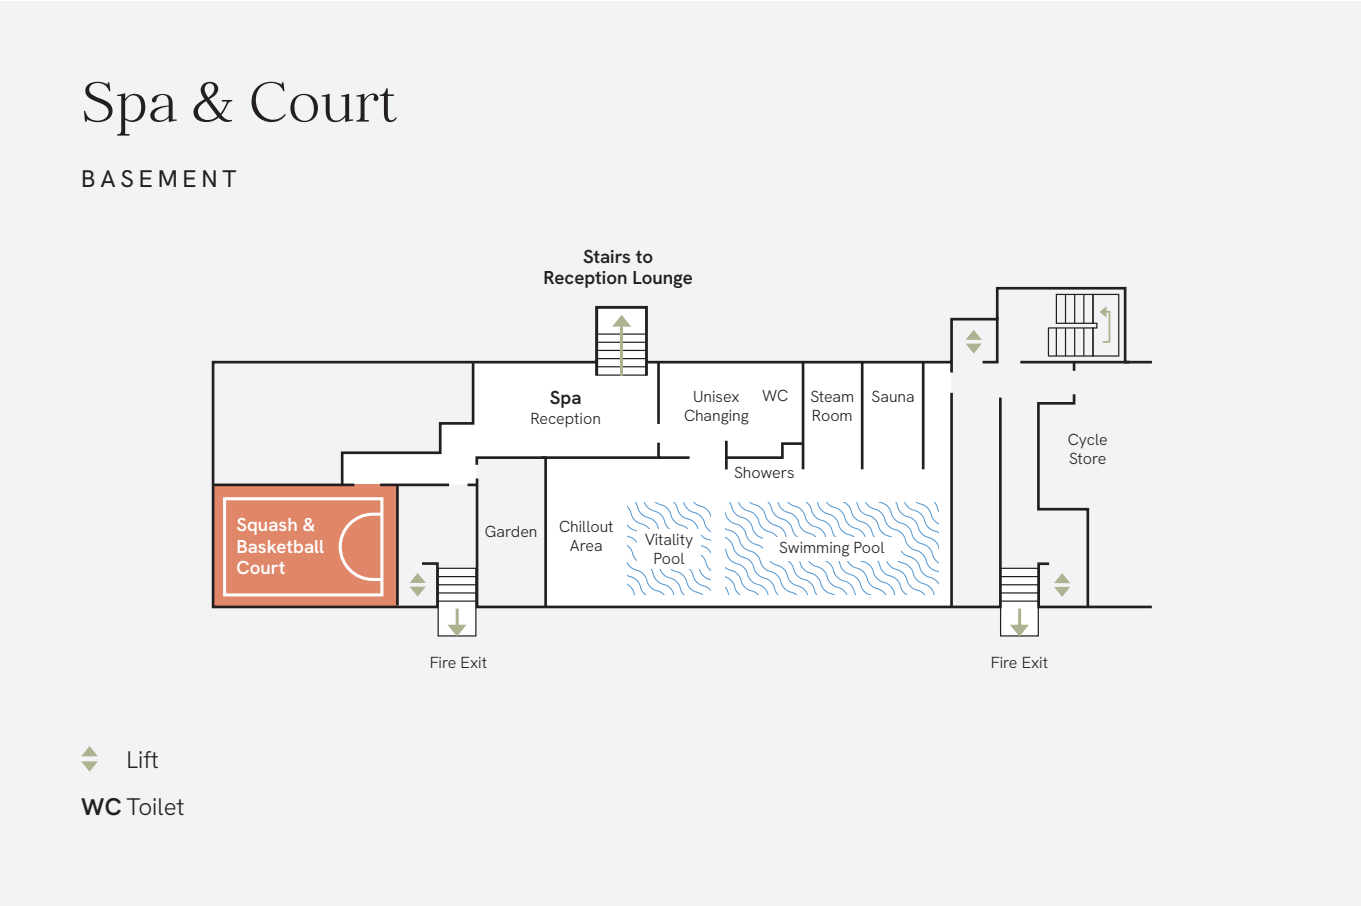 Spa & Court
BASEMENT
Stairs to
Reception Lounge
Spa
Reception
Unisex
Changing
WC
Steam
Room
Sauna
Showers
Cycle
Store
Squash &
Basketball
Court
Garden
Chillout
Area
Vitality
Pool
Swimming Pool
Fire Exit
Fire Exit
Lift
WC Toilet